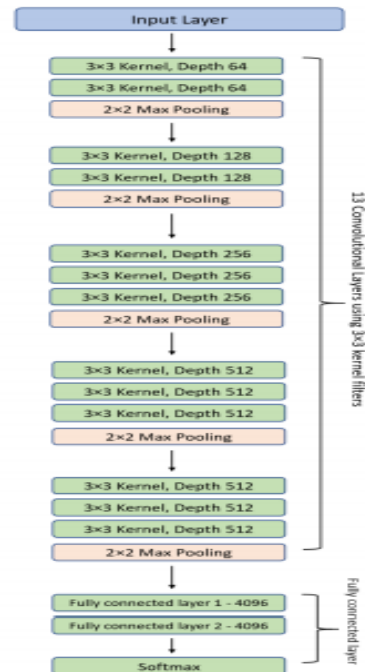 Input Layer
3×3 Kernel, Depth 64
3×3 Kernel, Depth 64
2×2 Max Pooling
3×3 Kernel, Depth 128
3×3 Kernel, Depth 128
2×2 Max Pooling
3×3 Kernel, Depth 256
3×3 Kernel, Depth 256
3×3 Kernel, Depth 256
2×2 Max Pooling
3×3 Kernel, Depth 512
3×3 Kernel, Depth 512
3×3 Kernel, Depth 512
2×2 Max Pooling
3×3 Kernel, Depth 512
3×3 Kernel, Depth 512
3×3 Kernel, Depth 512
2×2 Max Pooling
13 Convolutional Layers using 3×3 kernel filters
Fully connected layer 1 - 4096
Fully connected layer 2 - 4096
Softmax
Fully connected layer